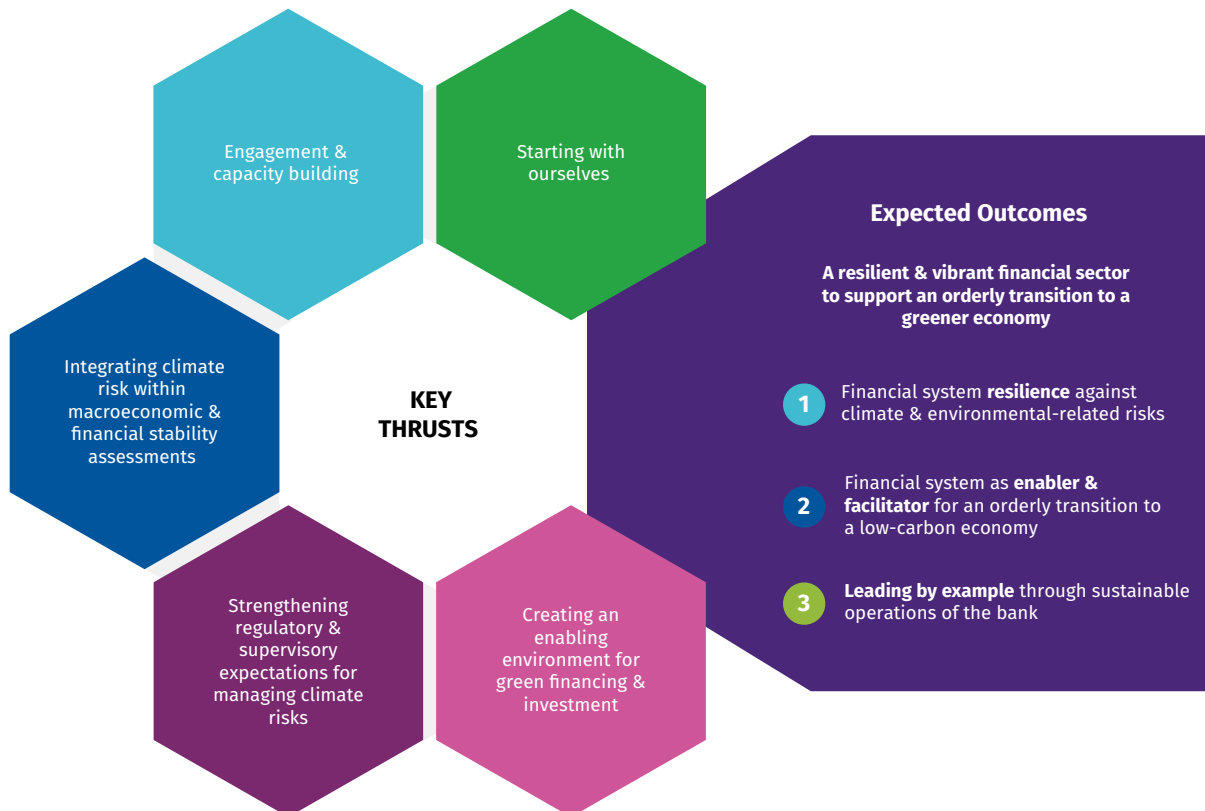 Engagement &
capacity building
Starting with
ourselves
Integrating climate
risk within
macroeconomic &
financial stability
assessments
KEY
THRUSTS
Strengthening
regulatory &
supervisory
expectations for
managing climate
risks
Creating an
enabling
environment for
green financing &
investment
Expected Outcomes
A resilient & vibrant financial sector
to support an orderly transition to a
greener economy
1
Financial system resilience against
climate & environmental-related risks
2
Financial system as enabler &
facilitator for an orderly transition to
a low-carbon economy
3
Leading by example through sustainable
operations of the bank